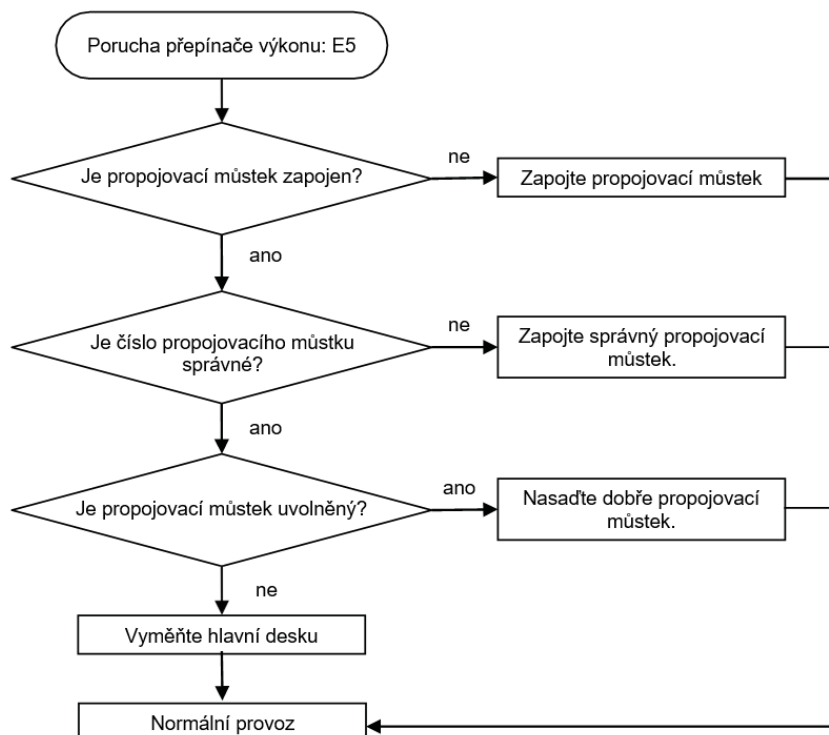 Porucha přepínače výkonu: E5
Je propojovací můstek zapojen?
ne
Zapojte propojovací můstek
ano
Je číslo propojovacího můstku
správné?
ne
Zapojte správný propojovací
můstek.
ano
Je propojovací můstek uvolněný?
ano
Nasaďte dobře propojovací
můstek.
ne
Vyměňte hlavní desku
Normální provoz